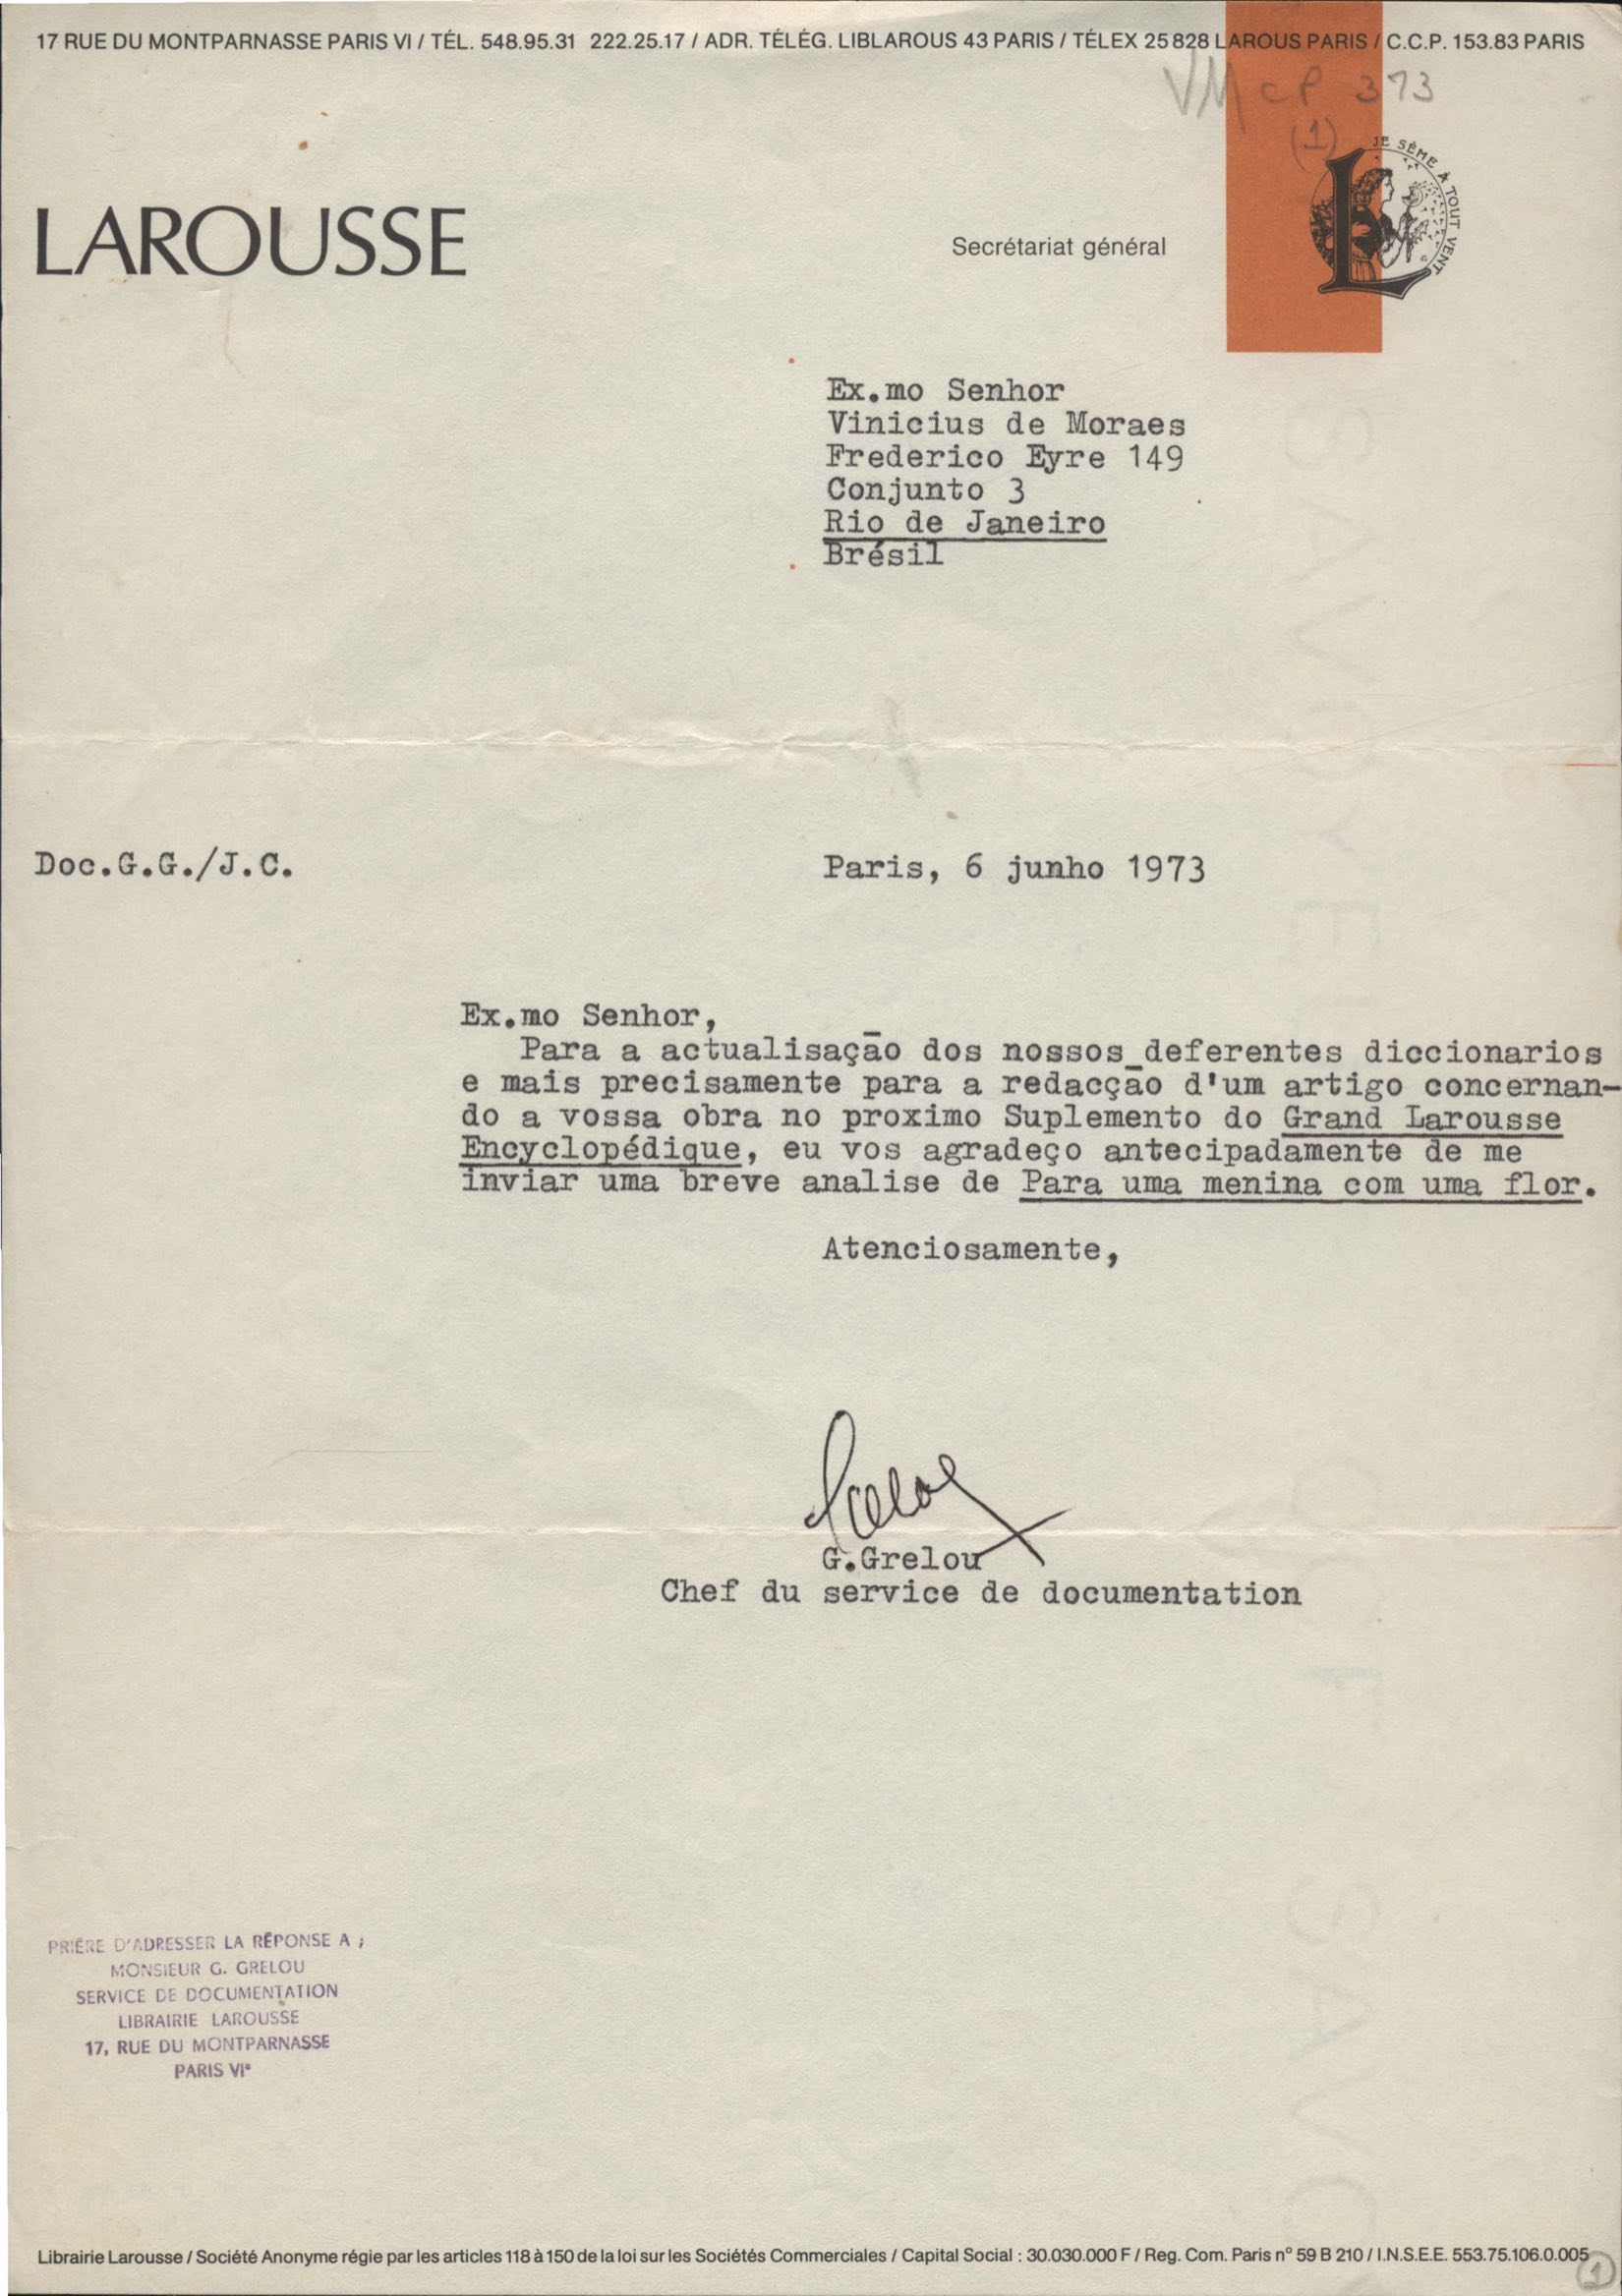 17 RUE DU MONTPARNASSE PARIS VI / TÉL. 548.95.31 222.25.17 / ADR. TÉLÉG. LIBLAROUS 43 PARIS / TÉLEX 25 828 LAROUS PARIS / C.C.P. 153.83 PARIS
VM CP 373
(1)
JE SÈME À TOUT VENT
LAROUSSE
Secrétariat général
Ex.mo Senhor
Vinicius de Moraes
Frederico Eyre 149
Conjunto 3
Rio de Janeiro
Brésil
Doc.G.G./J.C.
Paris, 6 junho 1973
Ex.mo Senhor,
Para a actualisação dos nossos deferentes diccionarios
e mais precisamente para a redacção d'um artigo concernan-
do a vossa obra no proximo Suplemento do Grand Larousse
Encyclopédique, eu vos agradeço antecipadamente de me
inviar uma breve analise de Para uma menina com uma flor.
Atenciosamente,
G.Grelou
Chef du service de documentation
PRIÈRE D'ADRESSER LA RÉPONSE A ;
MONSIEUR G. GRELOU
SERVICE DE DOCUMENTATION
LIBRAIRIE LAROUSSE
17, RUE DU MONTPARNASSE
PARIS VIe
Librairie Larousse / Société Anonyme régie par les articles 118 à 150 de la loi sur les Sociétés Commerciales / Capital Social : 30.030.000 F / Reg. Com. Paris n° 59 B 210 / I.N.S.E.E. 553.75.106.0.005
1